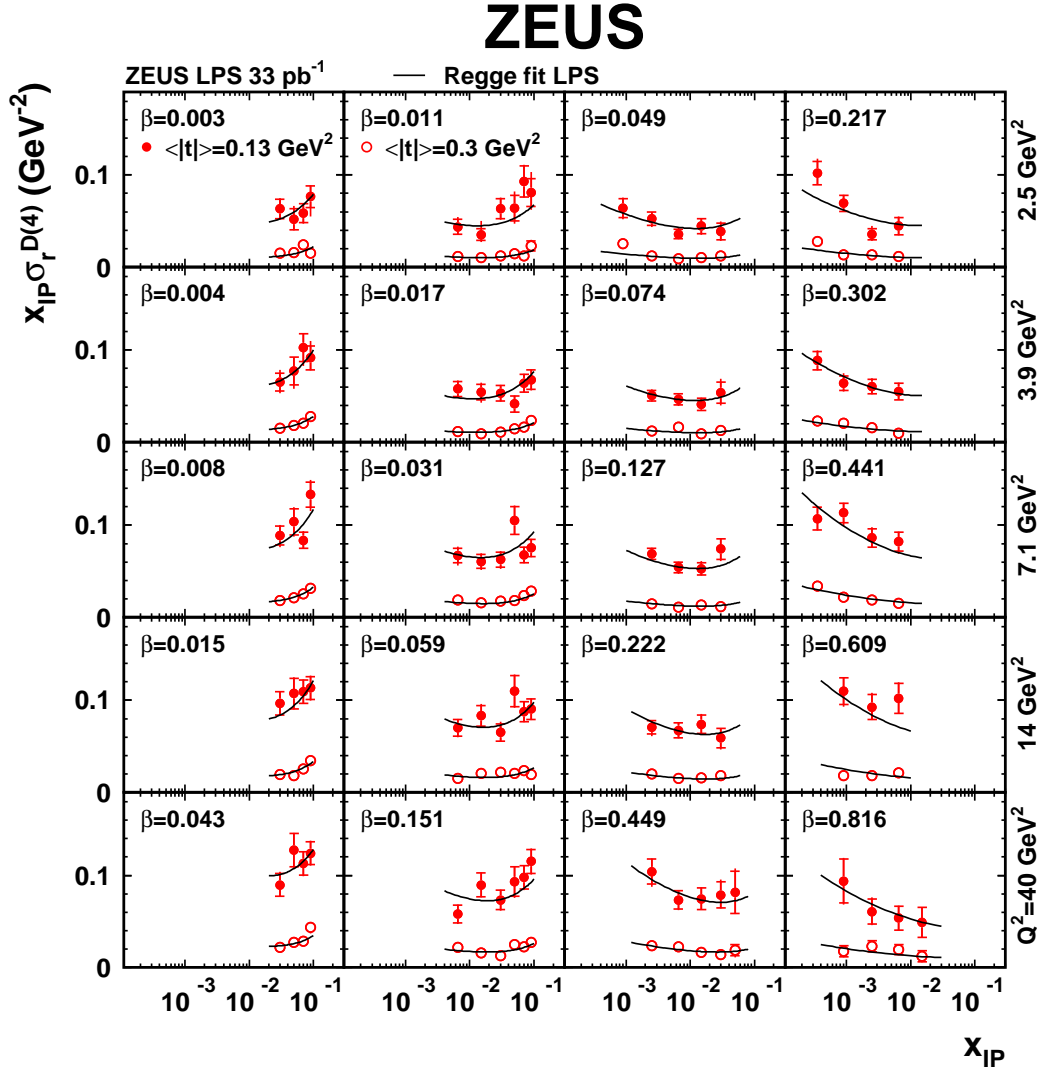 ZEUS
ZEUS LPS 33 pb⁻¹ — Regge fit LPS
x_IP σ_r^D(4) (GeV⁻²)
β=0.003 β=0.011 β=0.049 β=0.217
<|t|>=0.13 GeV² <|t|>=0.3 GeV²
0.1
0
2.5 GeV²
β=0.004 β=0.017 β=0.074 β=0.302
0.1
0
3.9 GeV²
β=0.008 β=0.031 β=0.127 β=0.441
0.1
0
7.1 GeV²
β=0.015 β=0.059 β=0.222 β=0.609
0.1
0
14 GeV²
β=0.043 β=0.151 β=0.449 β=0.816
0.1
0
Q²=40 GeV²
10⁻³ 10⁻² 10⁻¹ 10⁻³ 10⁻² 10⁻¹ 10⁻³ 10⁻² 10⁻¹ 10⁻³ 10⁻² 10⁻¹
x_IP